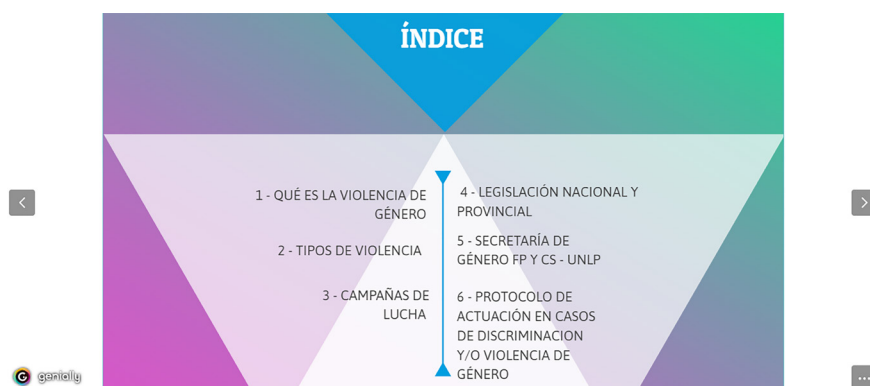 ÍNDICE
1 - QUÉ ES LA VIOLENCIA DE
GÉNERO
2 - TIPOS DE VIOLENCIA
3 - CAMPAÑAS DE
LUCHA
4 - LEGISLACIÓN NACIONAL Y
PROVINCIAL
5 - SECRETARÍA DE
GÉNERO FP Y CS - UNLP
6 - PROTOCOLO DE
ACTUACIÓN EN CASOS
DE DISCRIMINACION
Y/O VIOLENCIA DE
GÉNERO
genially